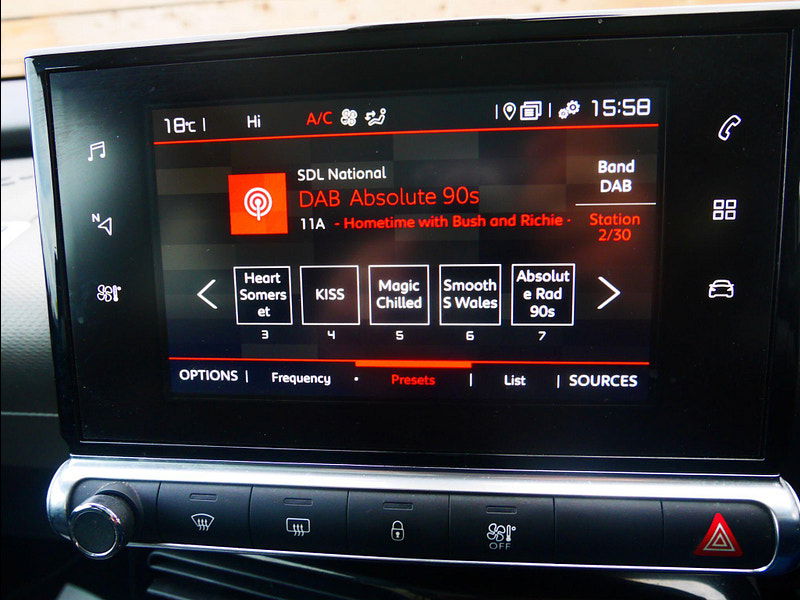 18°C | Hi A/C | | 15:58
N
SDL National
DAB Absolute 90s
11A - Hometime with Bush and Richie -
Band
DAB
Station
2/30
Heart
Somers
et
KISS
Magic
Chilled
Smooth
S Wales
Absolut
e Rad
90s
3 4 5 6 7
OPTIONS | Frequency • Presets | List | SOURCES
OFF